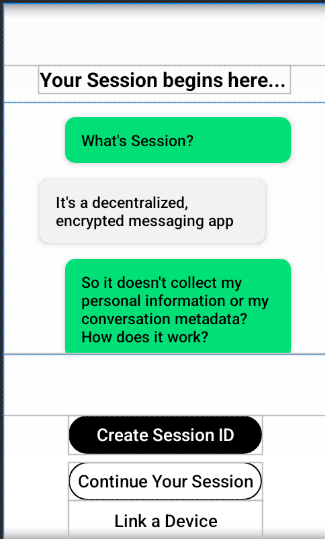 Your Session begins here...
What's Session?
It's a decentralized,
encrypted messaging app
So it doesn't collect my
personal information or my
conversation metadata?
How does it work?
Create Session ID
Continue Your Session
Link a Device